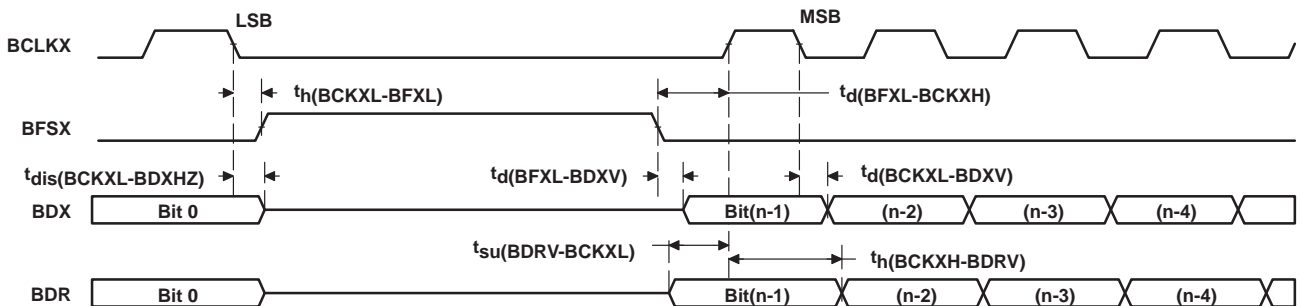 LSB
MSB
BCLKX
th(BCKXL-BFXL)
td(BFXL-BCKXH)
BFSX
tdis(BCKXL-BDXHZ)
td(BFXL-BDXV)
td(BCKXL-BDXV)
BDX
Bit 0
Bit(n-1)
(n-2)
(n-3)
(n-4)
tsu(BDRV-BCKXL)
th(BCKXH-BDRV)
BDR
Bit 0
Bit(n-1)
(n-2)
(n-3)
(n-4)